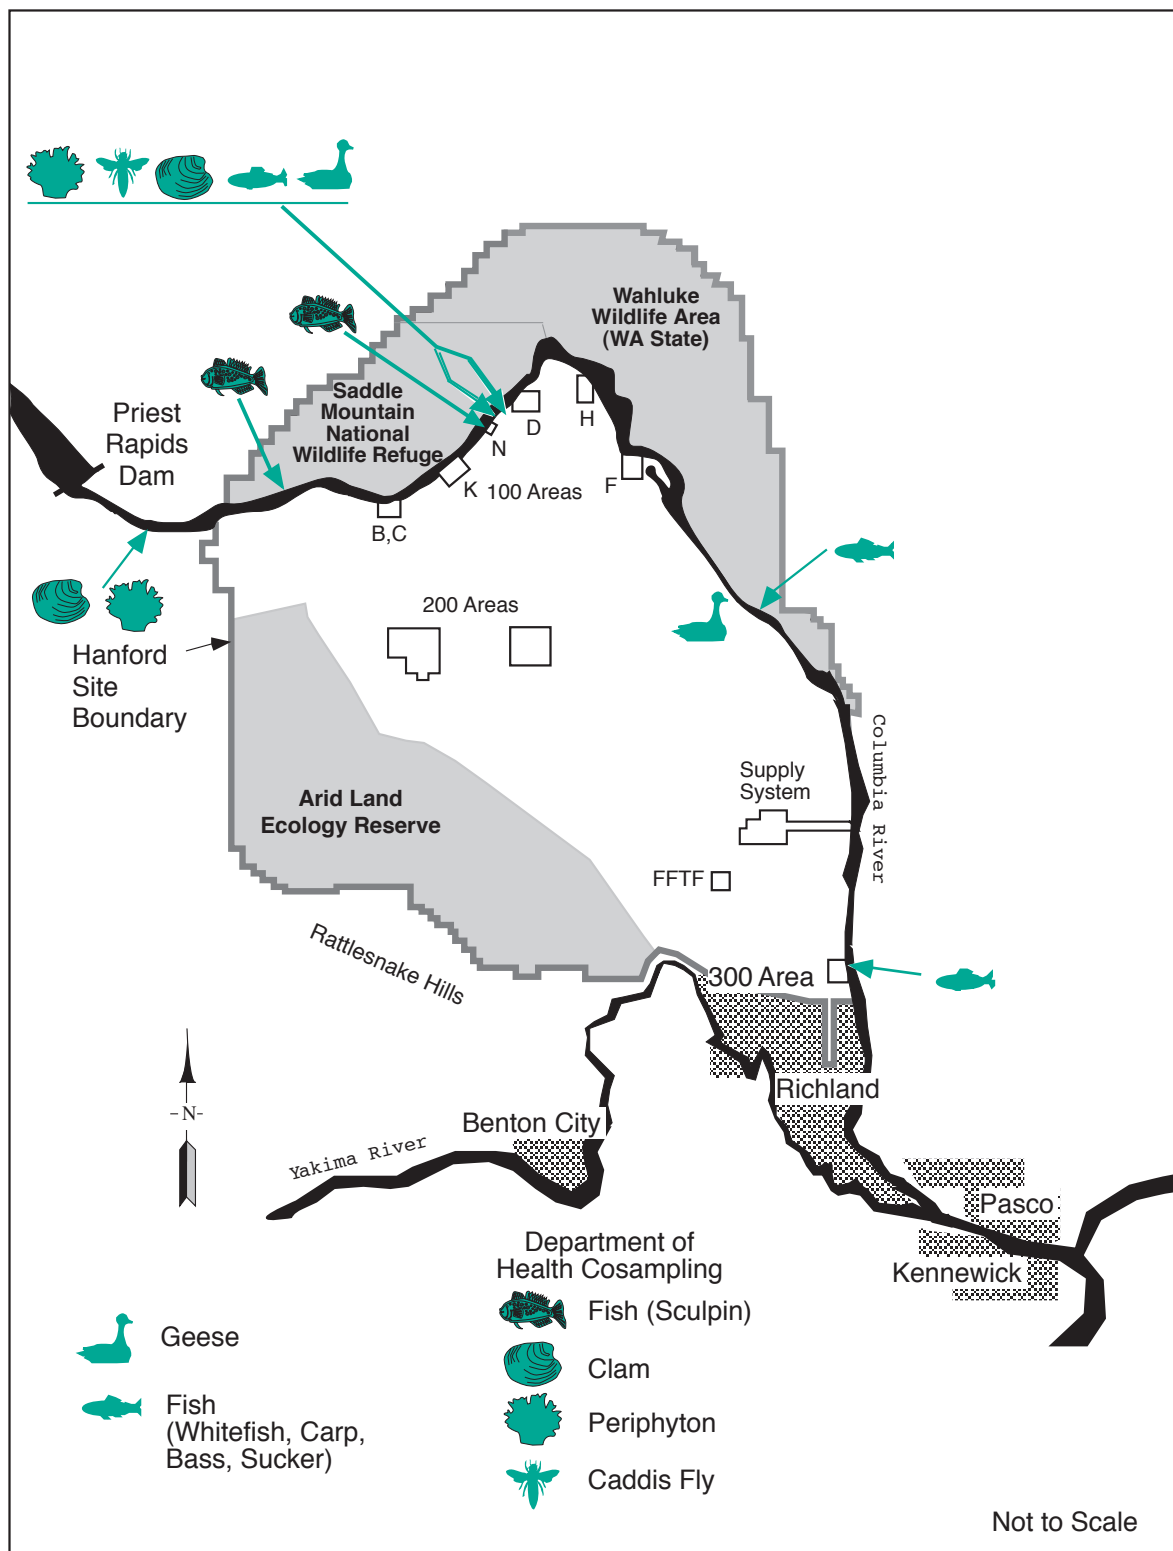 Wahluke
Wildlife Area
(WA State)
Saddle
Mountain
National
Wildlife Refuge
Priest
Rapids
Dam
D
H
N
K
100 Areas
F
B,C
200 Areas
Hanford
Site
Boundary
Columbia River
Supply
System
Arid Land
Ecology Reserve
FFTF
Rattlesnake Hills
300 Area
Richland
-N-
Benton City
Yakima River
Pasco
Kennewick
Department of
Health Cosampling
Fish (Sculpin)
Geese
Clam
Fish
(Whitefish, Carp,
Bass, Sucker)
Periphyton
Caddis Fly
Not to Scale